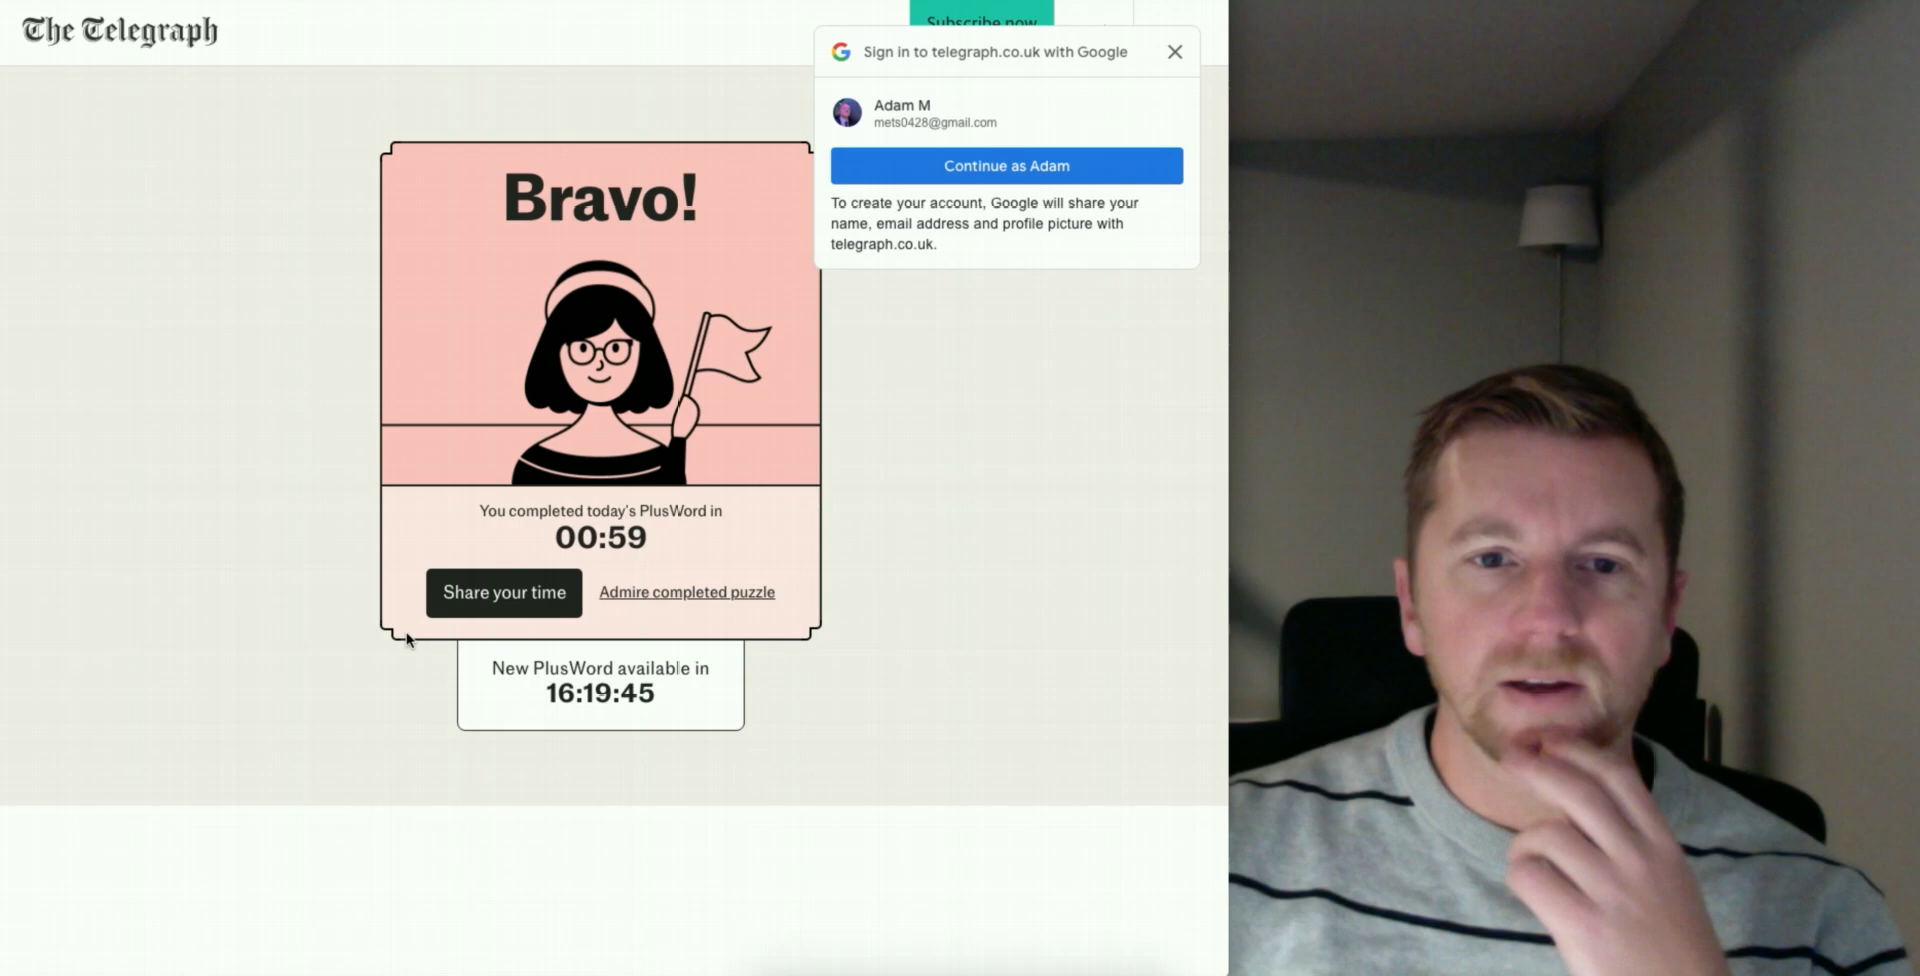 The Telegraph
Subscribe now
Sign in to telegraph.co.uk with Google
Adam M
mets0428@gmail.com
Continue as Adam
To create your account, Google will share your
name, email address and profile picture with
telegraph.co.uk.
Bravo!
You completed today's PlusWord in
00:59
Share your time
Admire completed puzzle
New PlusWord available in
16:19:45